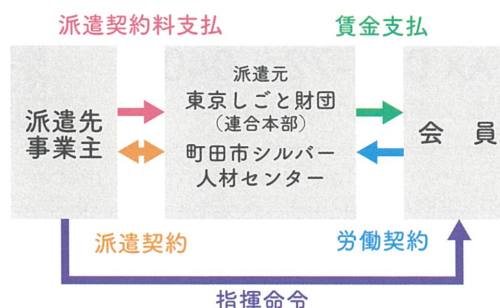 派遣契約料支払
賃金支払
派遣先
事業主
派遣元
東京しごと財団
（連合本部）
町田市シルバー
人材センター
会 員
派遣契約
労働契約
指揮命令